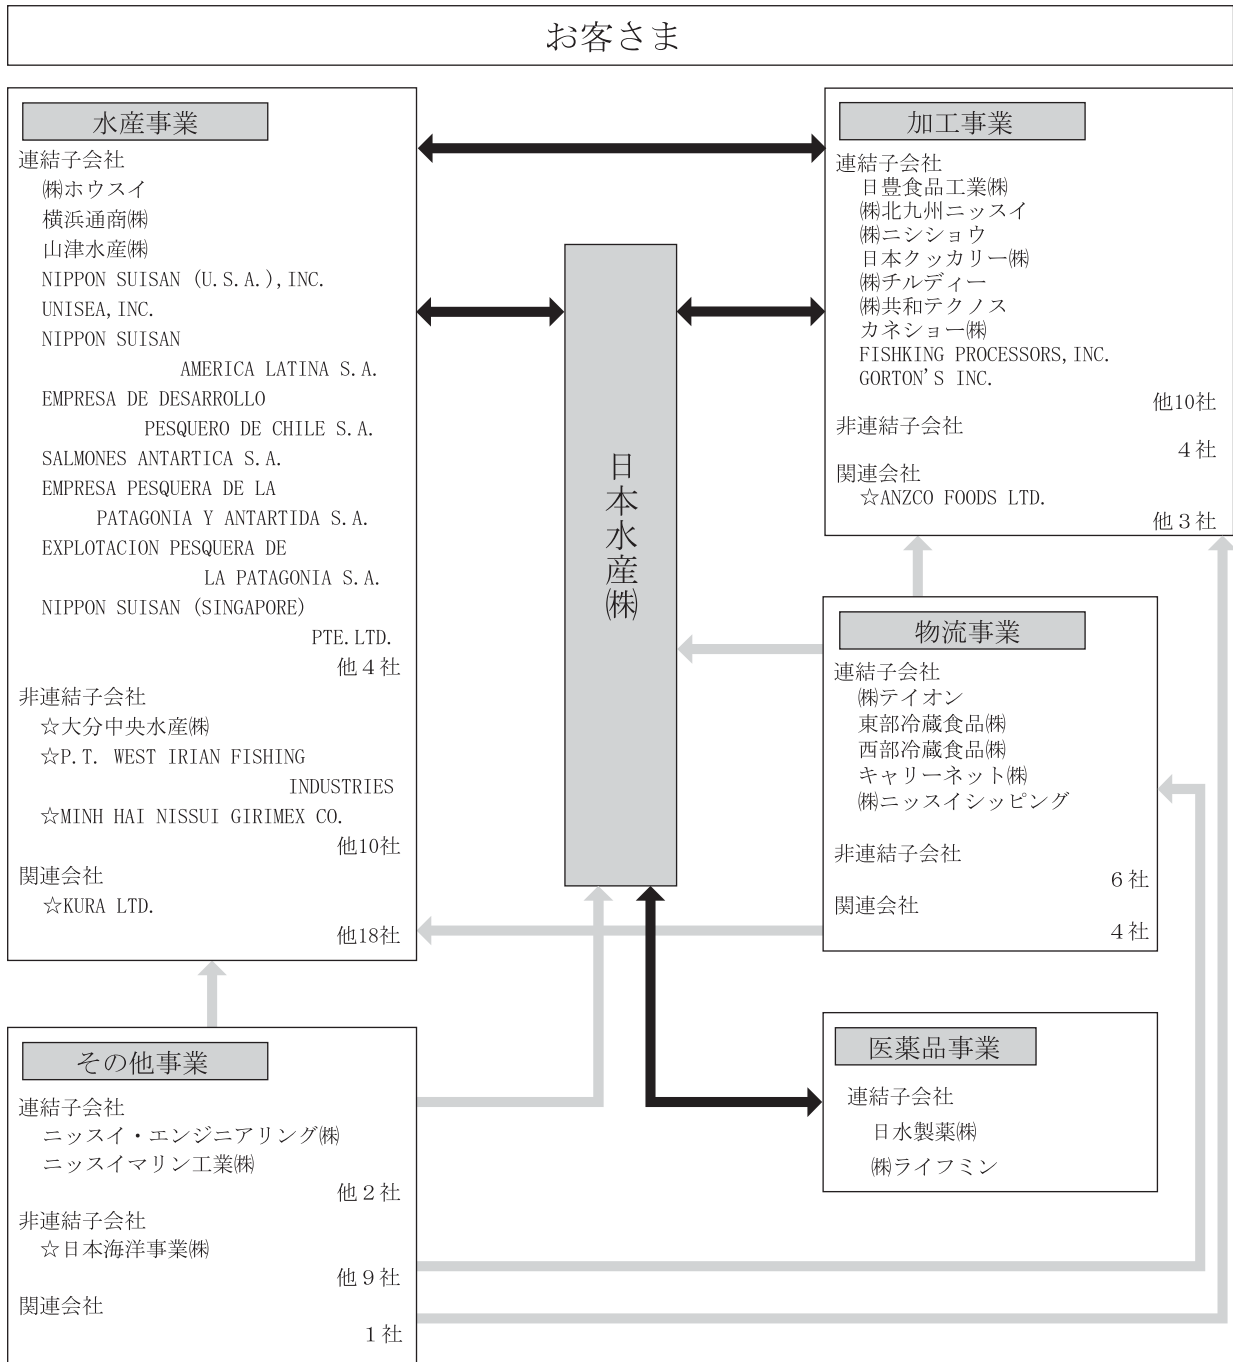 お客さま
水産事業
連結子会社
㈱ホウスイ
横浜通商㈱
山津水産㈱
NIPPON SUISAN (U.S.A.), INC.
UNISEA, INC.
NIPPON SUISAN
AMERICA LATINA S.A.
EMPRESA DE DESARROLLO
PESQUERO DE CHILE S.A.
SALMONES ANTARTICA S.A.
EMPRESA PESQUERA DE LA
PATAGONIA Y ANTARTIDA S.A.
EXPLOTACION PESQUERA DE
LA PATAGONIA S.A.
NIPPON SUISAN (SINGAPORE)
PTE.LTD.
他４社
非連結子会社
☆大分中央水産㈱
☆P.T. WEST IRIAN FISHING
INDUSTRIES
☆MINH HAI NISSUI GIRIMEX CO.
他10社
関連会社
☆KURA LTD.
他18社
日本水産㈱
加工事業
連結子会社
日豊食品工業㈱
㈱北九州ニッスイ
㈱ニシショウ
日本クッカリー㈱
㈱チルディー
㈱共和テクノス
カネショー㈱
FISHKING PROCESSORS, INC.
GORTON'S INC.
他10社
非連結子会社
４社
関連会社
☆ANZCO FOODS LTD.
他３社
物流事業
連結子会社
㈱テイオン
東部冷蔵食品㈱
西部冷蔵食品㈱
キャリーネット㈱
㈱ニッスイシッピング
非連結子会社
６社
関連会社
４社
その他事業
連結子会社
ニッスイ・エンジニアリング㈱
ニッスイマリン工業㈱
他２社
非連結子会社
☆日本海洋事業㈱
他９社
関連会社
１社
医薬品事業
連結子会社
日水製薬㈱
㈱ライフミン